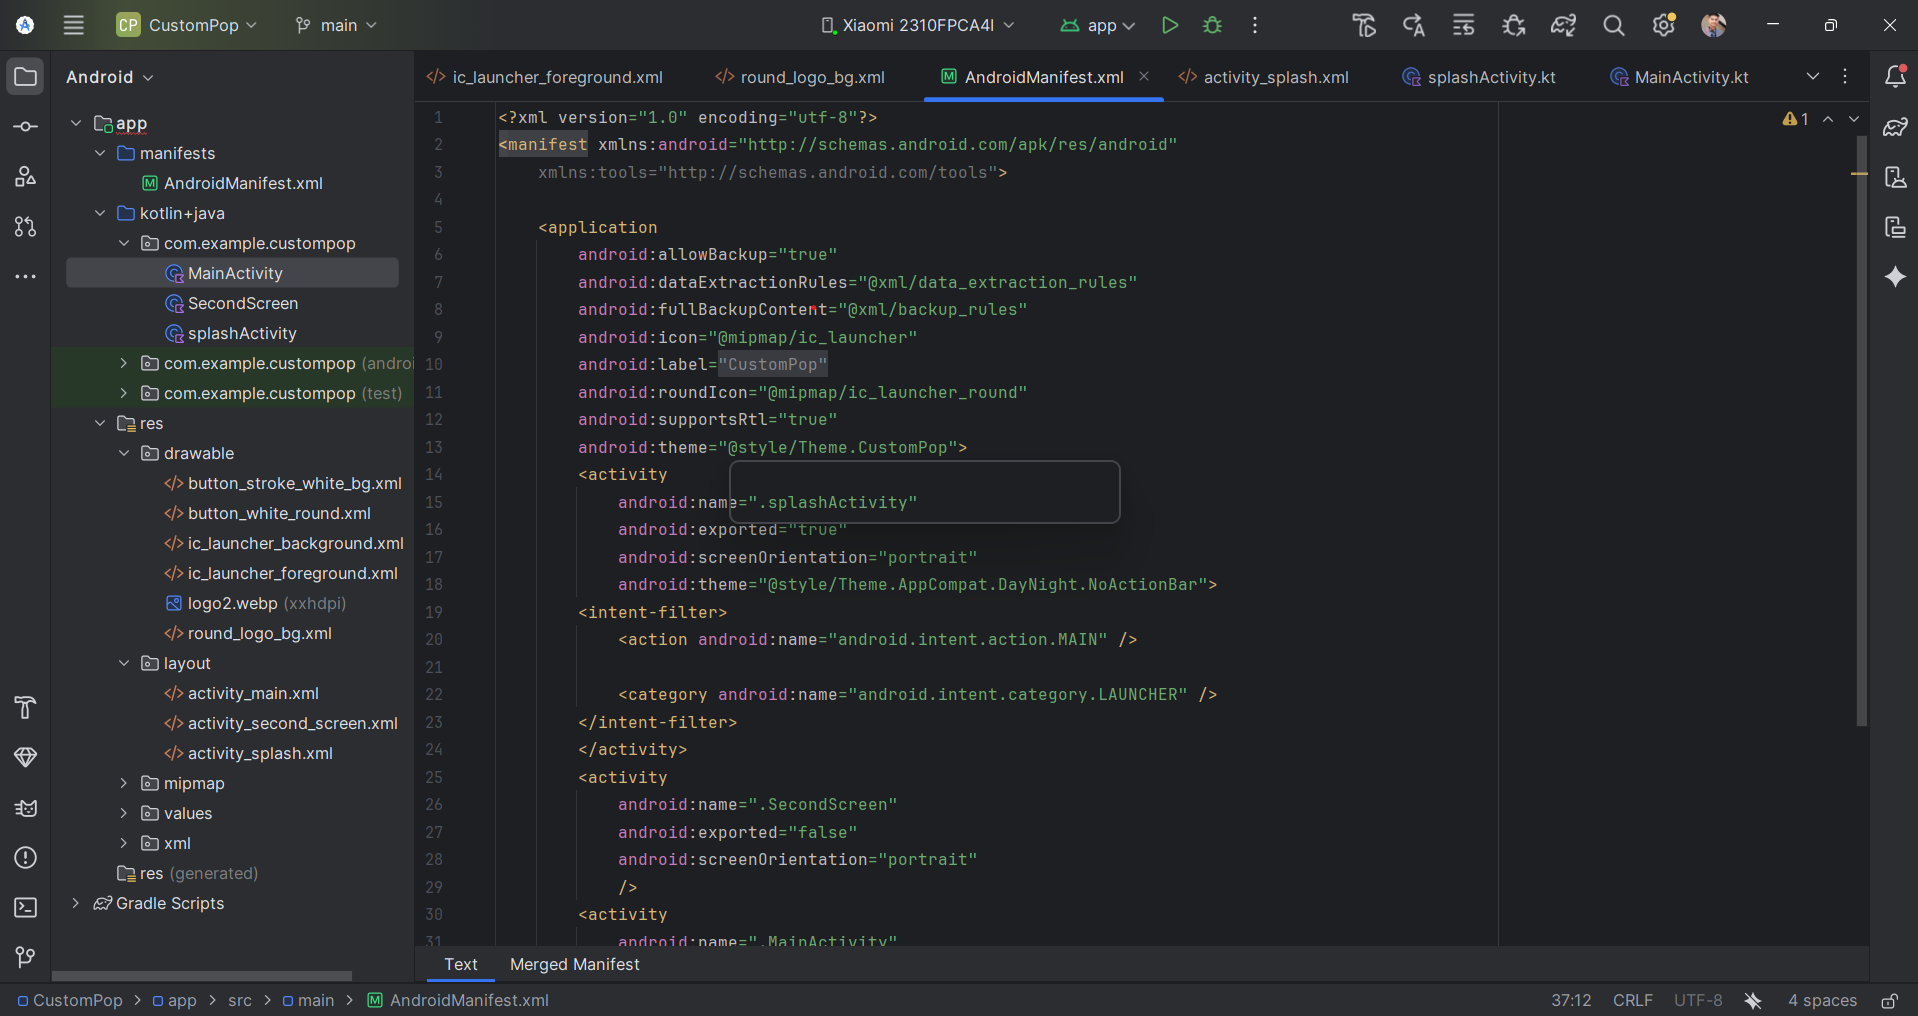 CP CustomPop main Xiaomi 2310FPCA4I app
Android
ic_launcher_foreground.xml round_logo_bg.xml AndroidManifest.xml activity_splash.xml splashActivity.kt MainActivity.kt
app
manifests
AndroidManifest.xml
kotlin+java
com.example.custompop
MainActivity
SecondScreen
splashActivity
com.example.custompop (androi
com.example.custompop (test)
res
drawable
button_stroke_white_bg.xml
button_white_round.xml
ic_launcher_background.xml
ic_launcher_foreground.xml
logo2.webp (xxhdpi)
round_logo_bg.xml
layout
activity_main.xml
activity_second_screen.xml
activity_splash.xml
mipmap
values
xml
res (generated)
Gradle Scripts
1 <?xml version="1.0" encoding="utf-8"?>
2 <manifest xmlns:android="http://schemas.android.com/apk/res/android"
3 xmlns:tools="http://schemas.android.com/tools">
4
5 <application
6 android:allowBackup="true"
7 android:dataExtractionRules="@xml/data_extraction_rules"
8 android:fullBackupContent="@xml/backup_rules"
9 android:icon="@mipmap/ic_launcher"
10 android:label="CustomPop"
11 android:roundIcon="@mipmap/ic_launcher_round"
12 android:supportsRtl="true"
13 android:theme="@style/Theme.CustomPop">
14 <activity
15 android:name=".splashActivity"
16 android:exported="true"
17 android:screenOrientation="portrait"
18 android:theme="@style/Theme.AppCompat.DayNight.NoActionBar">
19 <intent-filter>
20 <action android:name="android.intent.action.MAIN" />
21
22 <category android:name="android.intent.category.LAUNCHER" />
23 </intent-filter>
24 </activity>
25 <activity
26 android:name=".SecondScreen"
27 android:exported="false"
28 android:screenOrientation="portrait"
29 />
30 <activity
31 android:name=".MainActivity"
1
Text Merged Manifest
CustomPop > app > src > main > AndroidManifest.xml
37:12 CRLF UTF-8 4 spaces